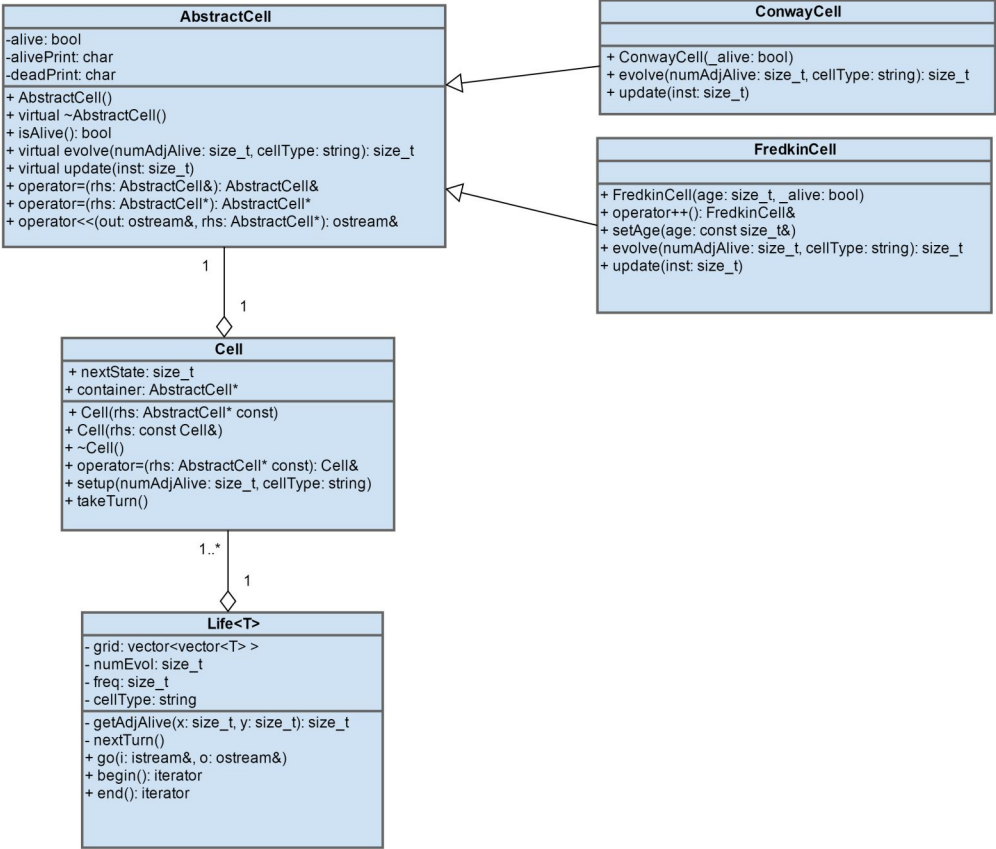 AbstractCell
-alive: bool
-alivePrint: char
-deadPrint: char
+ AbstractCell()
+ virtual ~AbstractCell()
+ isAlive(): bool
+ virtual evolve(numAdjAlive: size_t, cellType: string): size_t
+ virtual update(inst: size_t)
+ operator=(rhs: AbstractCell&): AbstractCell&
+ operator=(rhs: AbstractCell*): AbstractCell*
+ operator<<(out: ostream&, rhs: AbstractCell*): ostream&
ConwayCell
+ ConwayCell(_alive: bool)
+ evolve(numAdjAlive: size_t, cellType: string): size_t
+ update(inst: size_t)
FredkinCell
+ FredkinCell(age: size_t, _alive: bool)
+ operator++(): FredkinCell&
+ setAge(age: const size_t&)
+ evolve(numAdjAlive: size_t, cellType: string): size_t
+ update(inst: size_t)
1
1
Cell
+ nextState: size_t
+ container: AbstractCell*
+ Cell(rhs: AbstractCell* const)
+ Cell(rhs: const Cell&)
+ ~Cell()
+ operator=(rhs: AbstractCell* const): Cell&
+ setup(numAdjAlive: size_t, cellType: string)
+ takeTurn()
1..*
1
Life<T>
- grid: vector<vector<T> >
- numEvol: size_t
- freq: size_t
- cellType: string
- getAdjAlive(x: size_t, y: size_t): size_t
- nextTurn()
+ go(i: istream&, o: ostream&)
+ begin(): iterator
+ end(): iterator